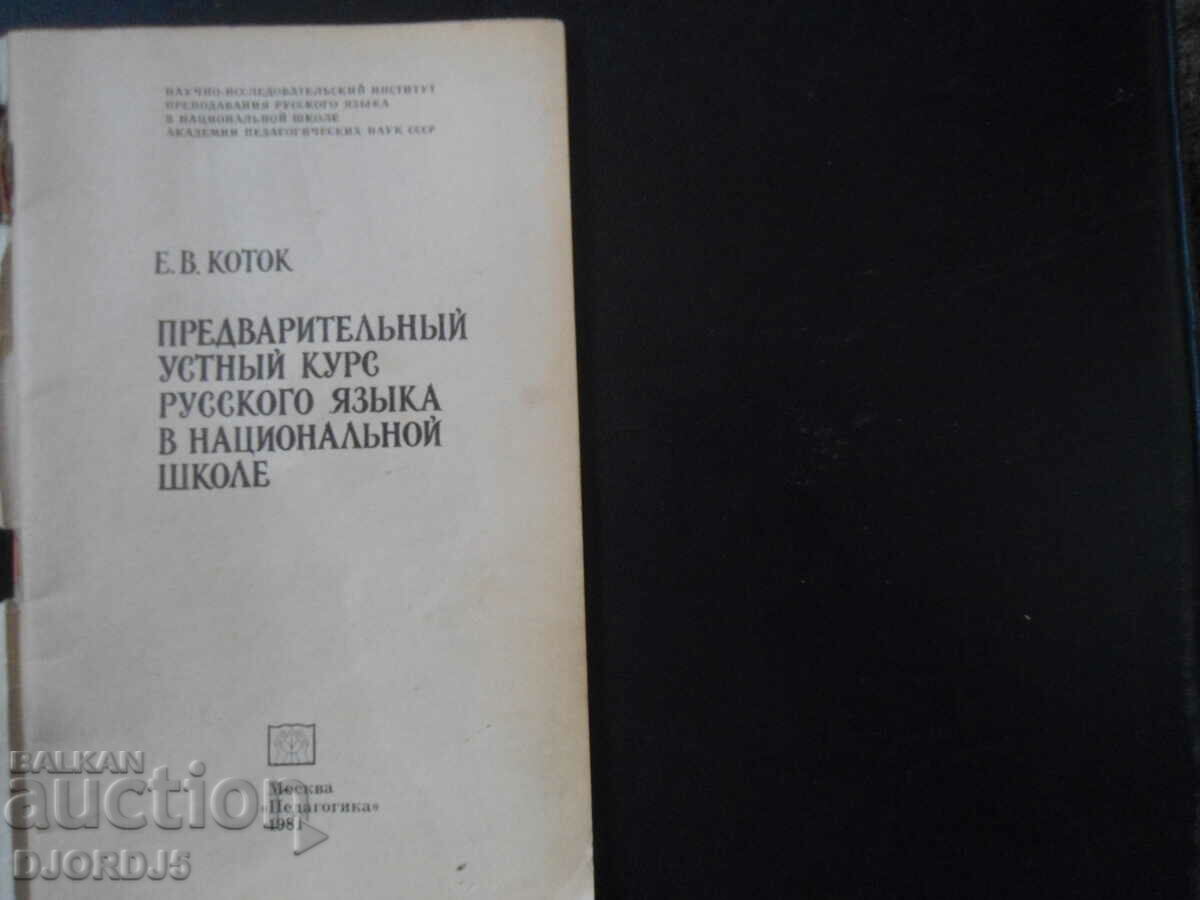 НАУЧНО-ИССЛЕДОВАТЕЛЬСКИЙ ИНСТИТУТ
ПРЕПОДАВАНИЯ РУССКОГО ЯЗЫКА
В НАЦИОНАЛЬНОЙ ШКОЛЕ
АКАДЕМИИ ПЕДАГОГИЧЕСКИХ НАУК СССР
Е. В. КОТОК
ПРЕДВАРИТЕЛЬНЫЙ
УСТНЫЙ КУРС
РУССКОГО ЯЗЫКА
В НАЦИОНАЛЬНОЙ
ШКОЛЕ
Москва
«Педагогика»
1981
BALKAN
auction
DJORDJ5